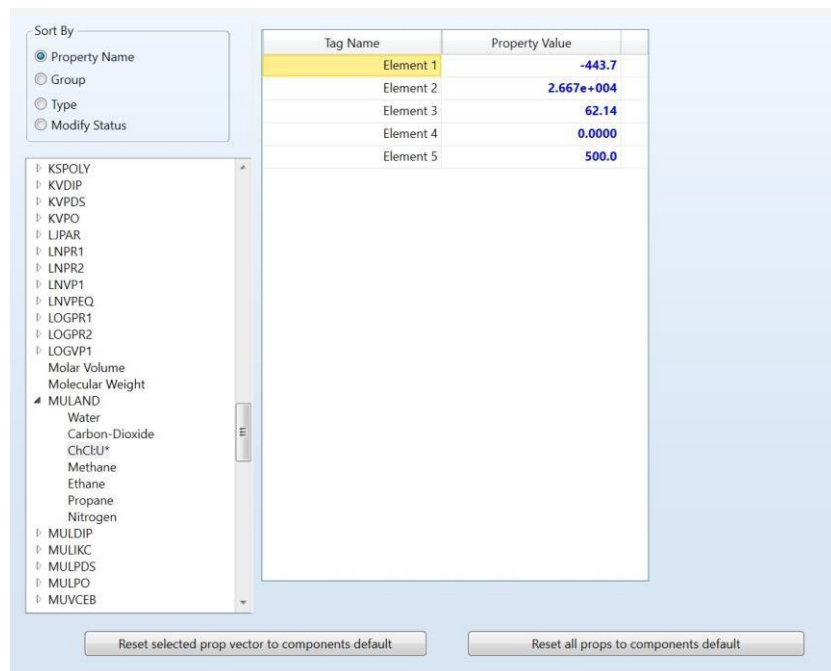 Sort By
Property Name
Group
Type
Modify Status
KSPOLY
KVDIP
KVPDS
KVPO
LJPAR
LNPR1
LNPR2
LNVP1
LNVPEQ
LOGPR1
LOGPR2
LOGVP1
Molar Volume
Molecular Weight
MULAND
Water
Carbon-Dioxide
ChCl:U*
Methane
Ethane
Propane
Nitrogen
MULDIP
MULIKC
MULPDS
MULPO
MUVCEB
Tag Name Property Value
Element 1 -443.7
Element 2 2.667e+004
Element 3 62.14
Element 4 0.0000
Element 5 500.0
Reset selected prop vector to components default
Reset all props to components default